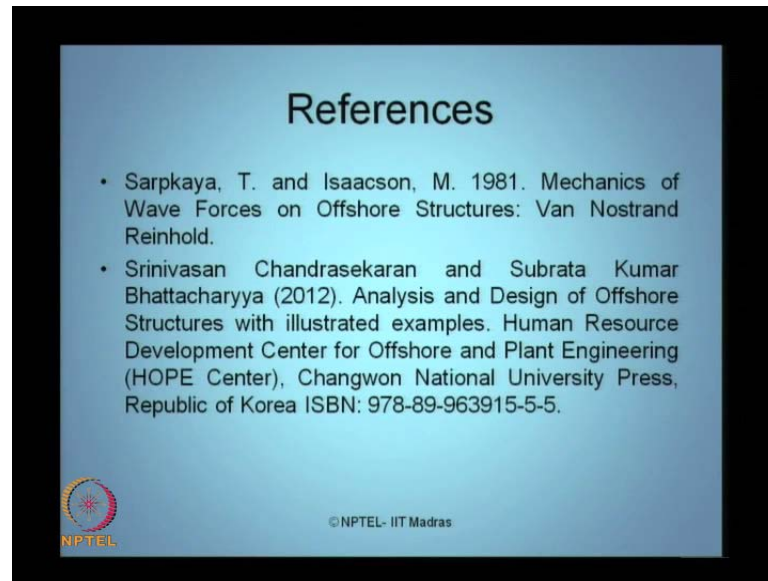 References
• Sarpkaya, T. and Isaacson, M. 1981. Mechanics of
Wave Forces on Offshore Structures: Van Nostrand
Reinhold.
• Srinivasan Chandrasekaran and Subrata Kumar
Bhattacharyya (2012). Analysis and Design of Offshore
Structures with illustrated examples. Human Resource
Development Center for Offshore and Plant Engineering
(HOPE Center), Changwon National University Press,
Republic of Korea ISBN: 978-89-963915-5-5.
©NPTEL- IIT Madras
NPTEL